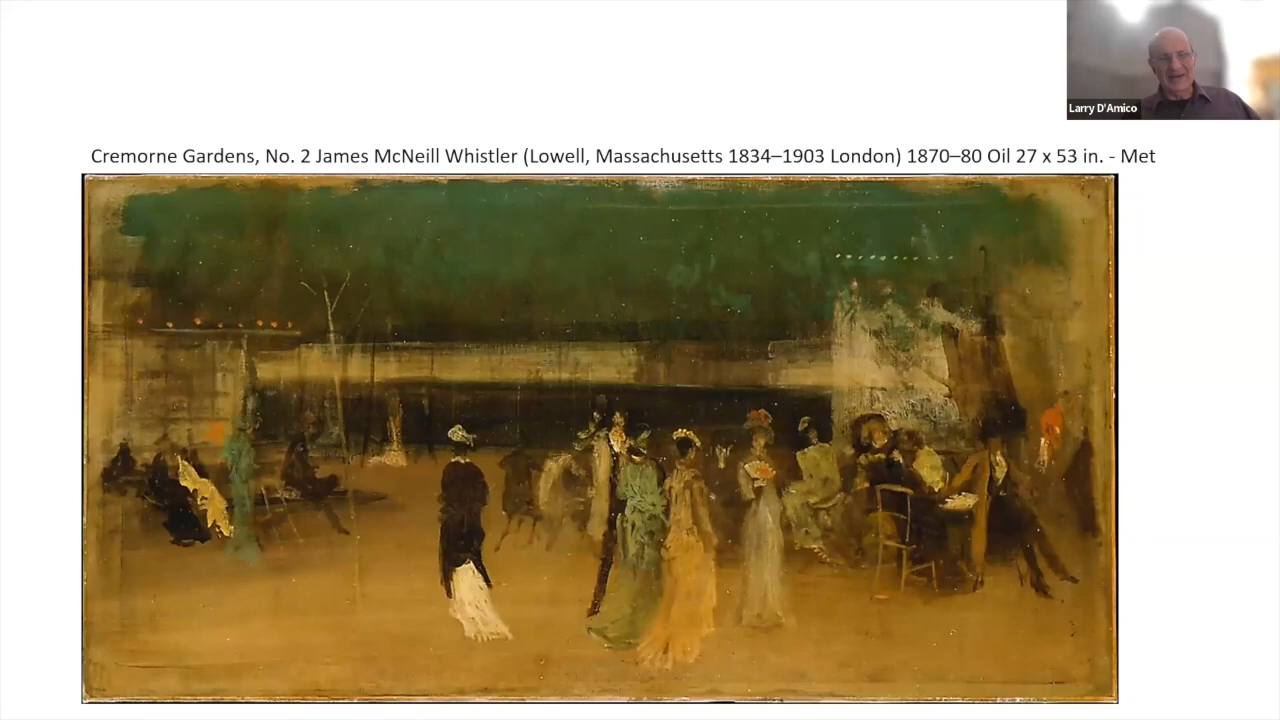 Larry D'Amico
Cremorne Gardens, No. 2 James McNeill Whistler (Lowell, Massachusetts 1834–1903 London) 1870–80 Oil 27 x 53 in. - Met